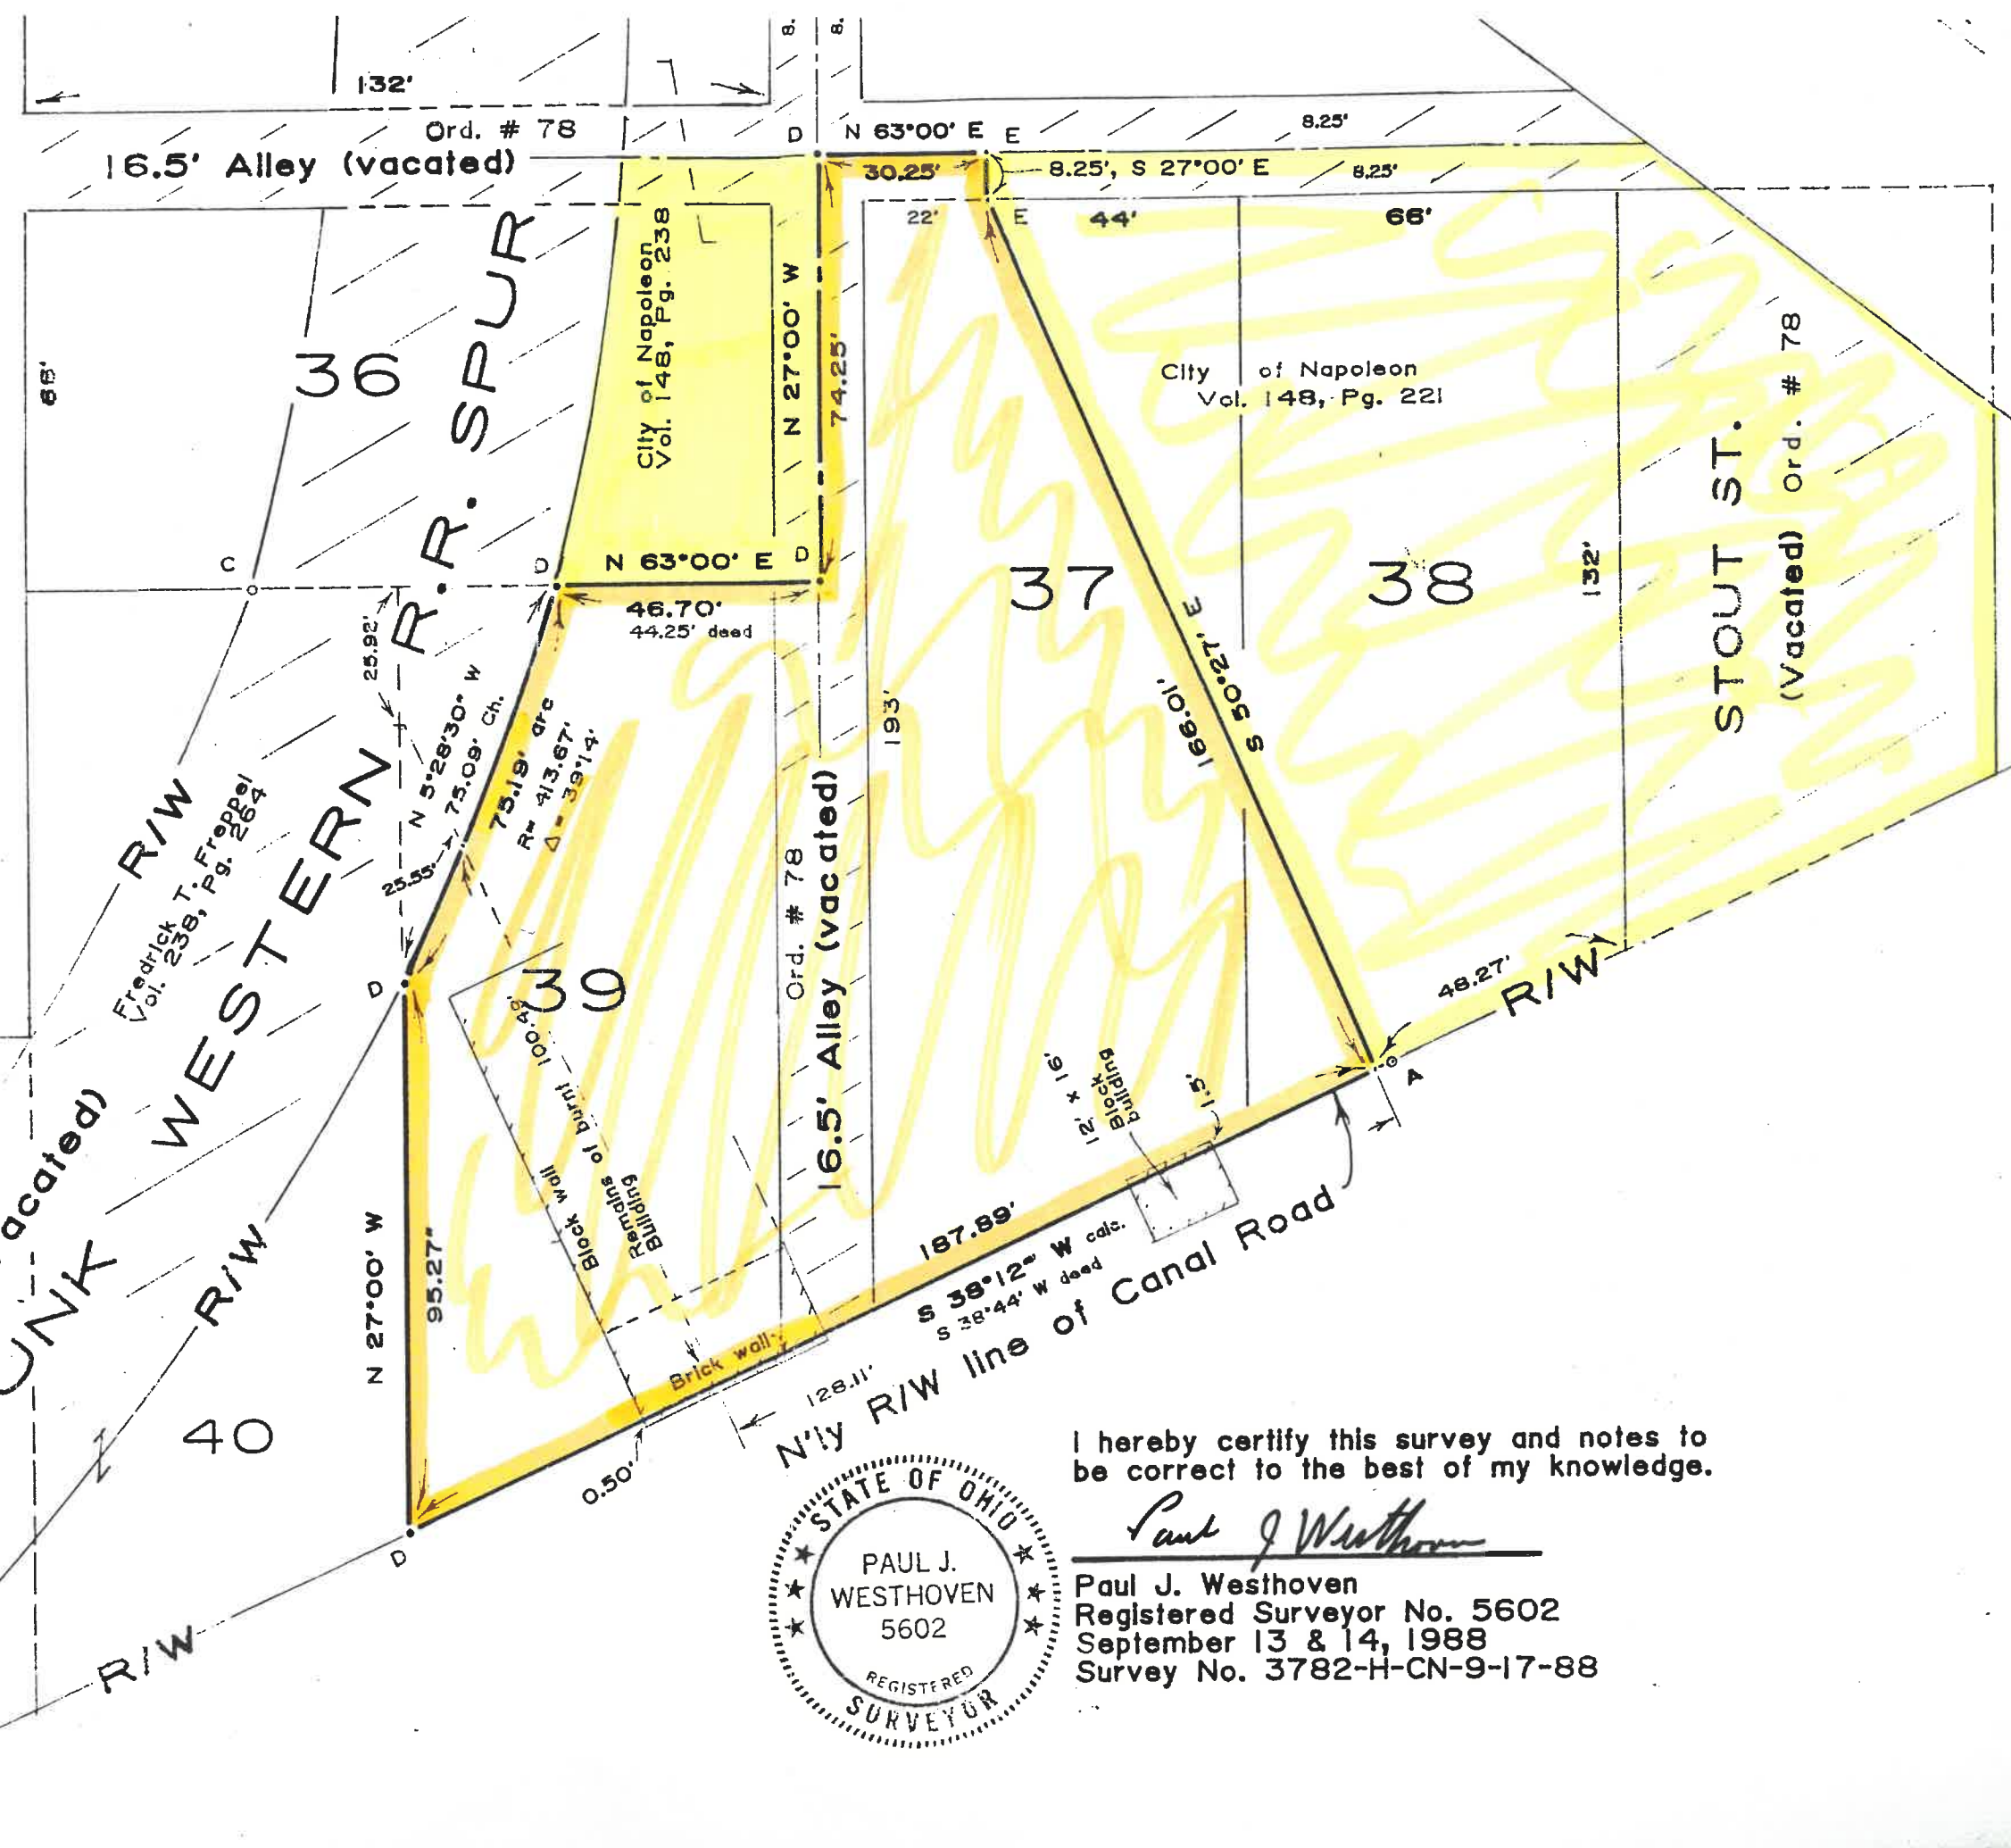 8.
8.
132'
Ord. # 78
D
N 63°00' E
E
8.25'
16.5' Alley (vacated)
30.25'
8.25', S 27°00' E
8.25'
22'
E
44'
66'
66'
36
R.R. SPUR
City of Napoleon
Vol. 148, Pg. 238
N 27°00' W
74.25'
City of Napoleon
Vol. 148, Pg. 221
STOUT ST.
(Vacated) Ord. # 78
C
D
N 63°00' E
D
46.70'
44.25' deed
37
38
132'
25.92'
N 5°28'30" W
75.09' Ch.
75.19' arc
R= 413.67'
Δ = 39°14'
193'
S 50°27' E
166.01'
R/W
Fredrick T. Freppel
Vol. 238, Pg. 264
WESTERN
25.55'
D
39
Ord. # 78
16.5' Alley (vacated)
48.27'
R/W
A
100.49'
Block wall
Remains of burnt
Building
12' x 16'
Block
building
1.5'
acated)
UNK
R/W
N 27°00' W
95.27"
187.89'
S 38°12" W calc.
S 38°44' W deed
N'ly R/W line of Canal Road
Brick wall
128.11'
0.50'
40
D
R/W
I hereby certify this survey and notes to
be correct to the best of my knowledge.
Paul J Westhoven
STATE OF OHIO
PAUL J.
WESTHOVEN
5602
REGISTERED
SURVEYOR
Paul J. Westhoven
Registered Surveyor No. 5602
September 13 & 14, 1988
Survey No. 3782-H-CN-9-17-88